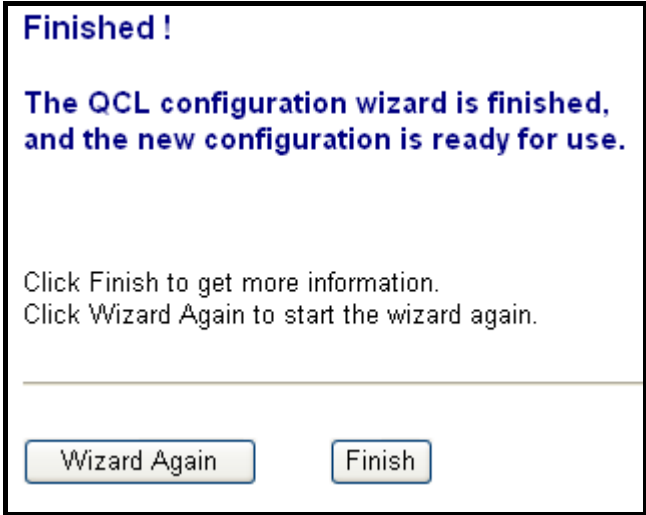 Finished !
The QCL configuration wizard is finished,
and the new configuration is ready for use.
Click Finish to get more information.
Click Wizard Again to start the wizard again.
Wizard Again Finish